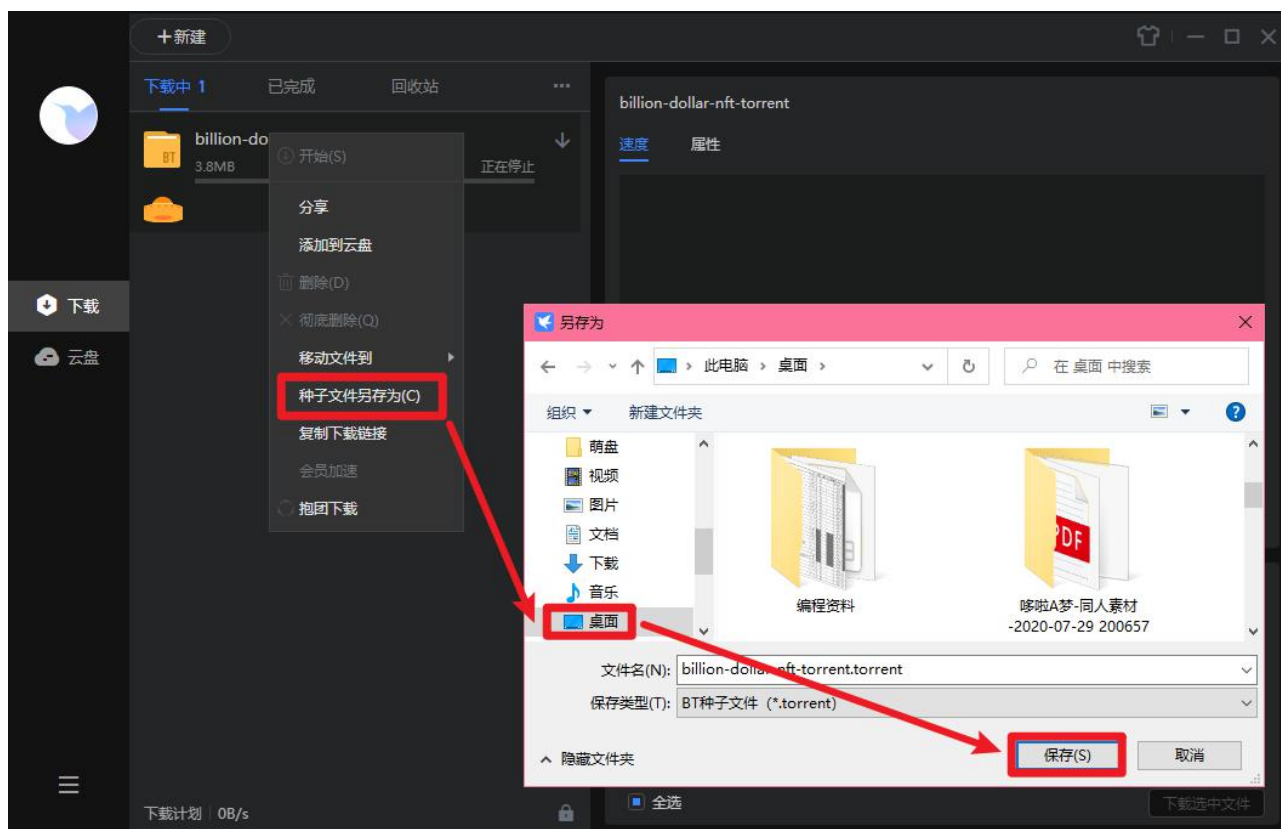 +新建
下载中 1 已完成 回收站 ...
billion-do
BT
3.8MB
正在停止
开始(S)
分享
添加到云盘
删除(D)
彻底删除(Q)
移动文件到
种子文件另存为(C)
复制下载链接
会员加速
抱团下载
下载
云盘
下载计划 0B/s
billion-dollar-nft-torrent
速度 属性
另存为
此电脑 › 桌面 ›
在 桌面 中搜索
组织 新建文件夹
萌盘
视频
图片
文档
下载
音乐
桌面
编程资料
PDF
哆啦A梦-同人素材
-2020-07-29 200657
文件名(N): billion-dollar-nft-torrent.torrent
保存类型(T): BT种子文件 (*.torrent)
隐藏文件夹
保存(S) 取消
全选
下载选中文件